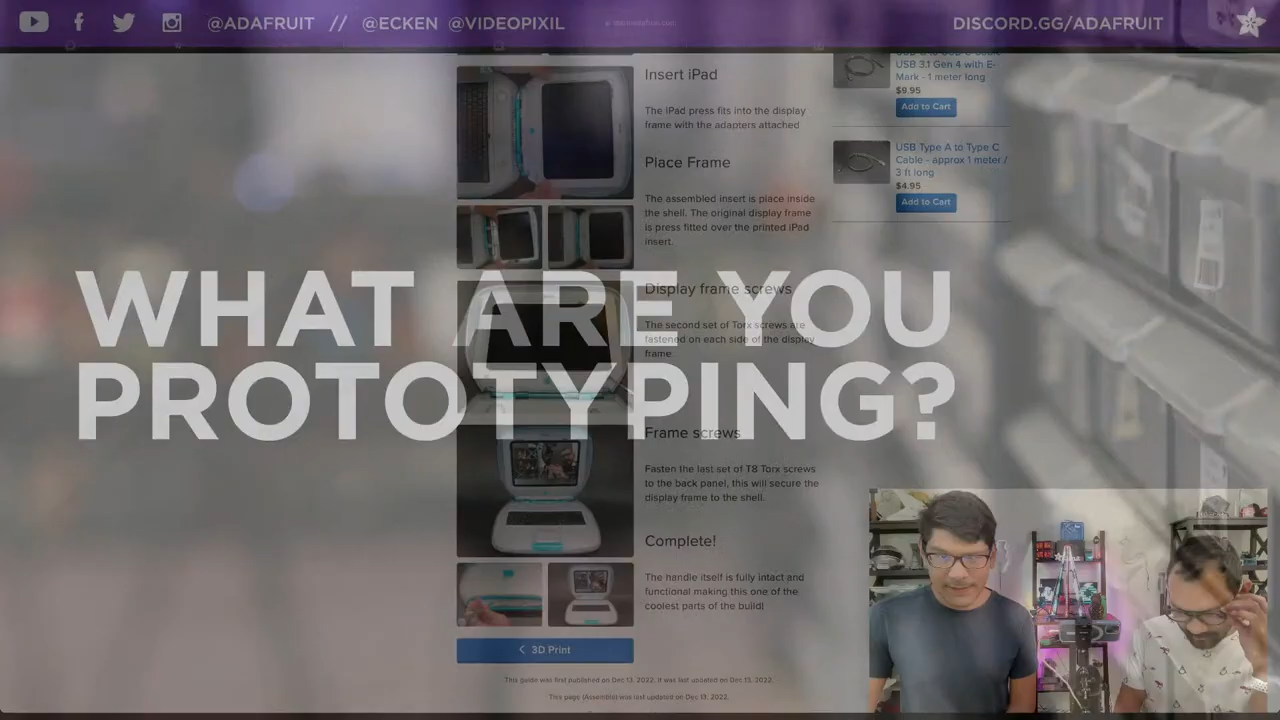 @ADAFRUIT // @ECKEN @VIDEOPIXIL
DISCORD.GG/ADAFRUIT
Insert iPad
The iPad press fits into the display
frame with the adapters attached
Place Frame
The assembled insert is place inside
the shell. The original display frame
is press fitted over the printed iPad
insert.
Display frame screws
The second set of Torx screws are
fastened on each side of the display
frame.
Frame screws
Fasten the last set of T8 Torx screws
to the back panel, this will secure the
display frame to the shell.
Complete!
The handle itself is fully intact and
functional making this one of the
coolest parts of the build!
USB 3.1 Gen 4 with E-
Mark - 1 meter long
$9.95
Add to Cart
USB Type A to Type C
Cable - approx 1 meter /
3 ft long
$4.95
Add to Cart
WHAT ARE YOU
PROTOTYPING?
3D Print
This guide was first published on Dec 13, 2022. It was last updated on Dec 13, 2022.
This page (Assemble) was last updated on Dec 13, 2022.